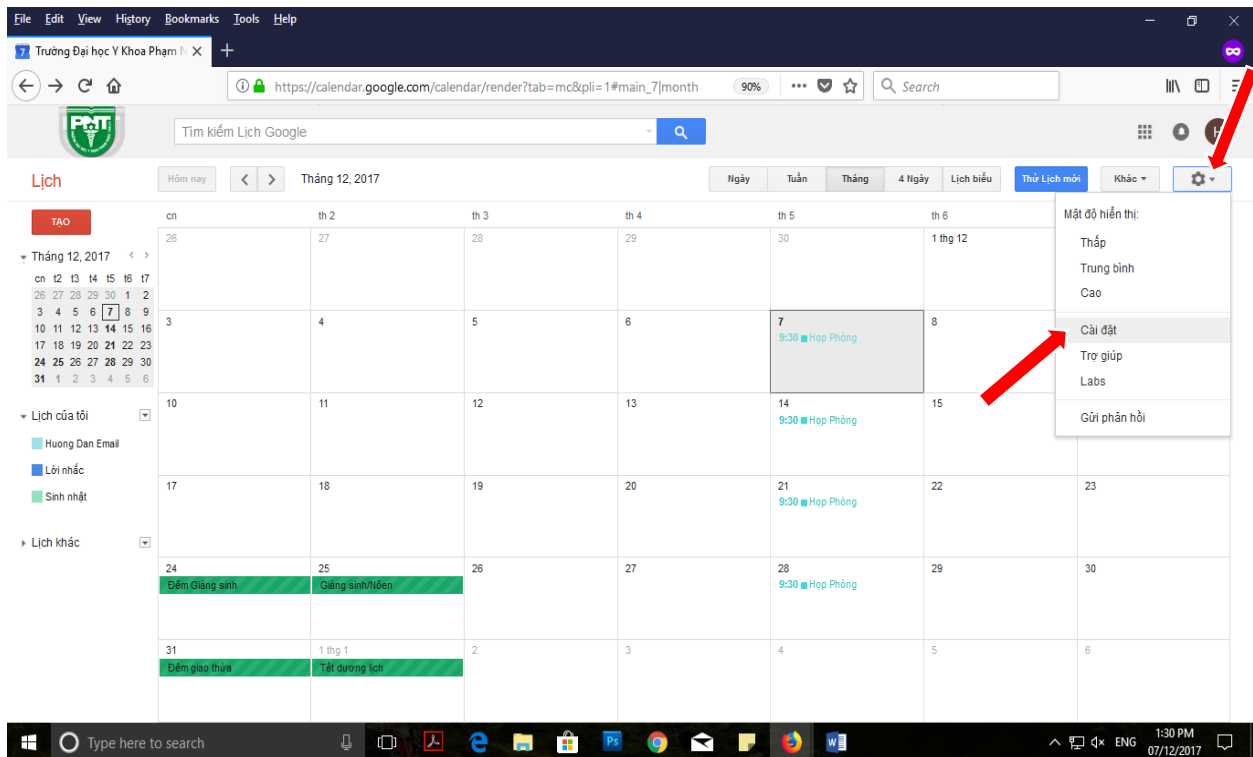 File Edit View History Bookmarks Tools Help
7 Trường Đại học Y Khoa Phạm N
https://calendar.google.com/calendar/render?tab=mc&pli=1#main_7|month 90% Search
PNT Tìm kiếm Lịch Google
Lịch Hôm nay Tháng 12, 2017 Ngày Tuần Tháng 4 Ngày Lịch biểu Thử Lịch mới Khác
TẠO
Tháng 12, 2017
cn t2 t3 t4 t5 t6 t7
26 27 28 29 30 1 2
3 4 5 6 7 8 9
10 11 12 13 14 15 16
17 18 19 20 21 22 23
24 25 26 27 28 29 30
31 1 2 3 4 5 6
Lịch của tôi
Huong Dan Email
Lời nhắc
Sinh nhật
Lịch khác
cn th 2 th 3 th 4 th 5 th 6
26 27 28 29 30 1 thg 12
3 4 5 6 7 8
9:30 Họp Phòng
10 11 12 13 14 15
9:30 Họp Phòng
17 18 19 20 21 22 23
9:30 Họp Phòng
24 25 26 27 28 29 30
Đêm Giáng sinh Giáng sinh/Nôen 9:30 Họp Phòng
31 1 thg 1 2 3 4 5 6
Đêm giao thừa Tết dương lịch
Mật độ hiển thị:
Thấp
Trung bình
Cao
Cài đặt
Trợ giúp
Labs
Gửi phản hồi
Type here to search Ps ENG 1:30 PM
07/12/2017